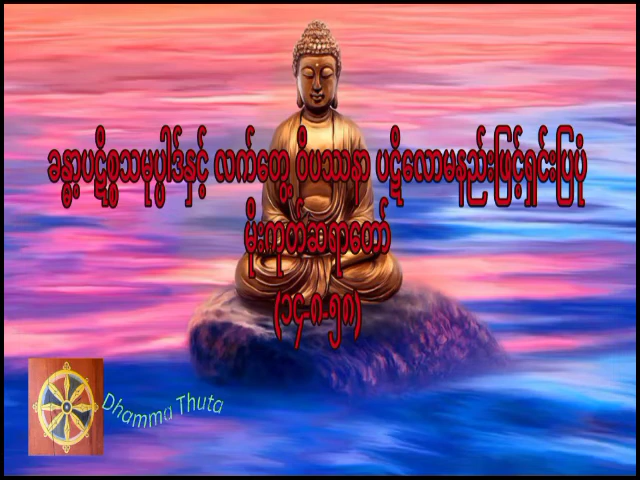 ခန္ဓာ့ပဋိစ္စသမုပ္ပါဒ်နှင့် လက်တွေ့ ဝိပဿနာ ပဋိလောမနည်းဖြင့်ရှင်းပြပုံ
မိုးကုတ်ဆရာတော်
(၁၄-၈-၅၈)
Dhamma Thuta